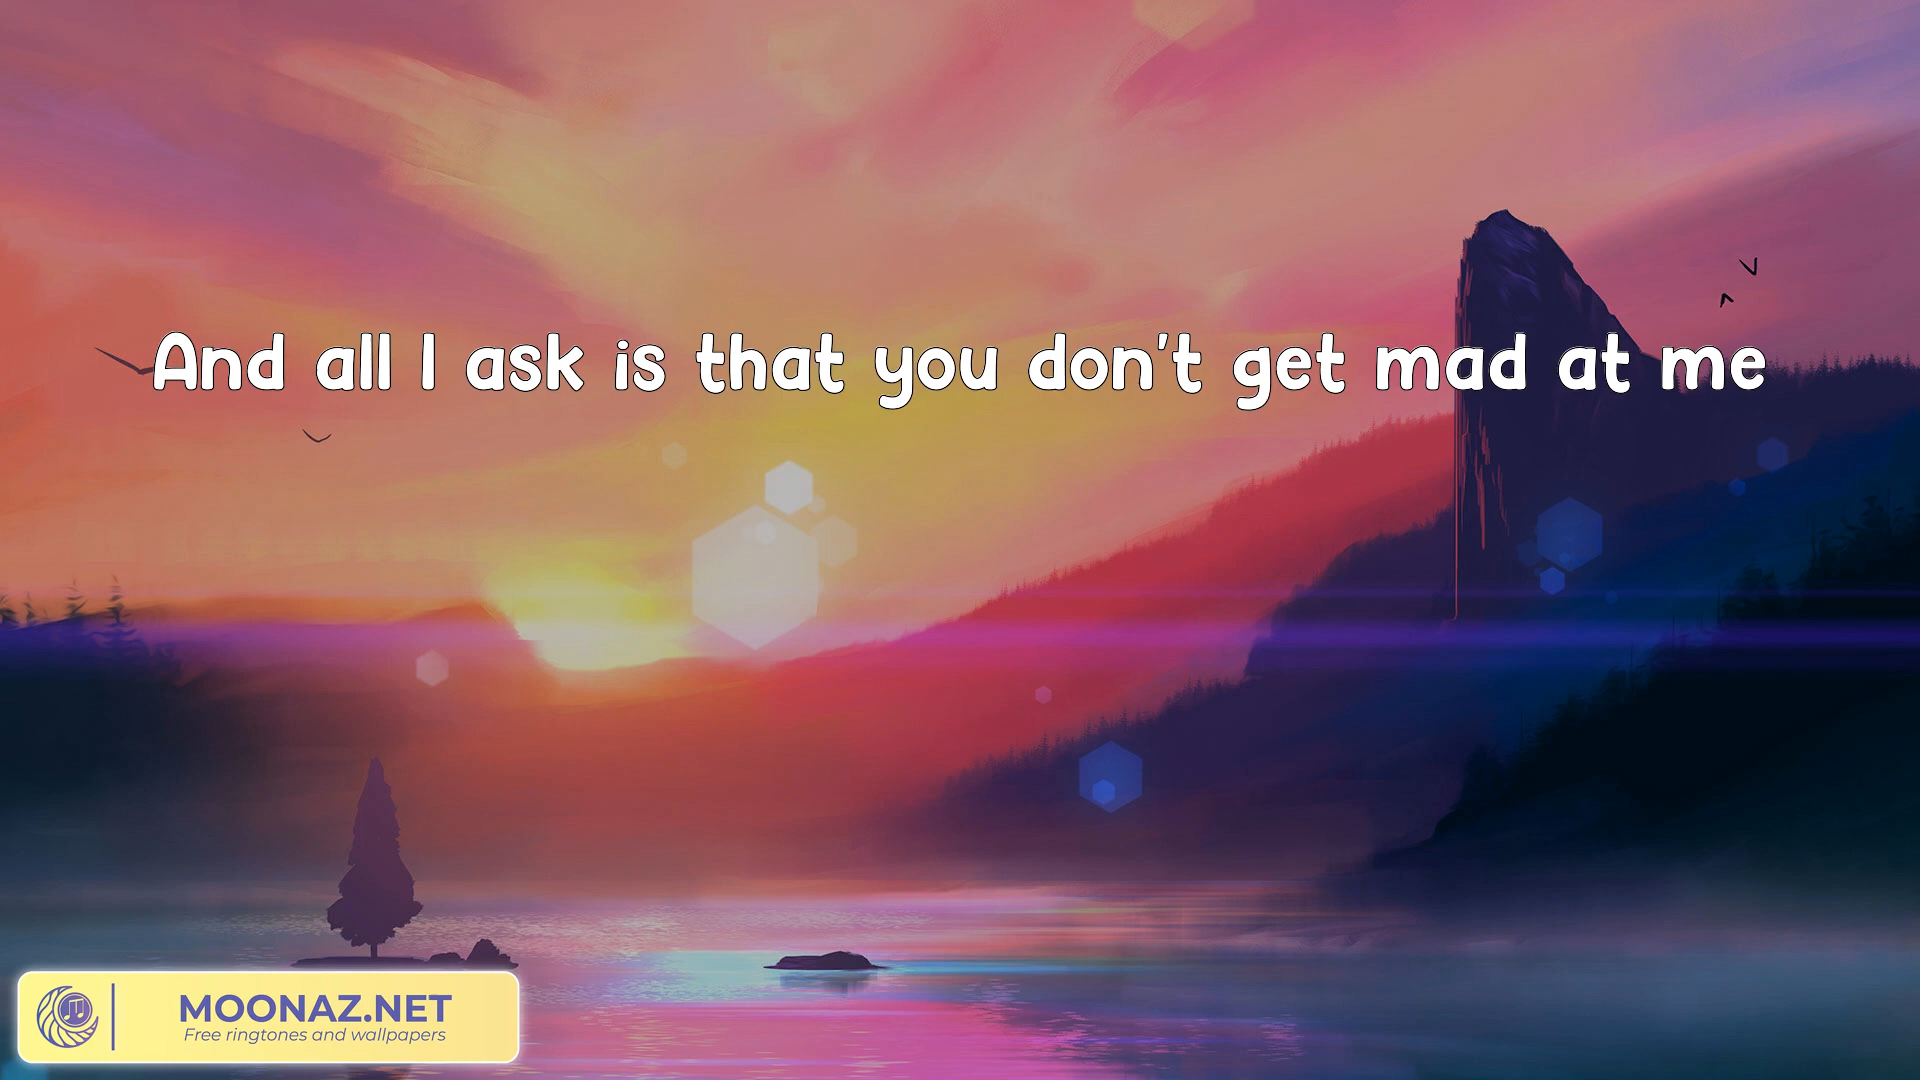 And all I ask is that you don't get mad at me
MOONAZ.NET
Free ringtones and wallpapers